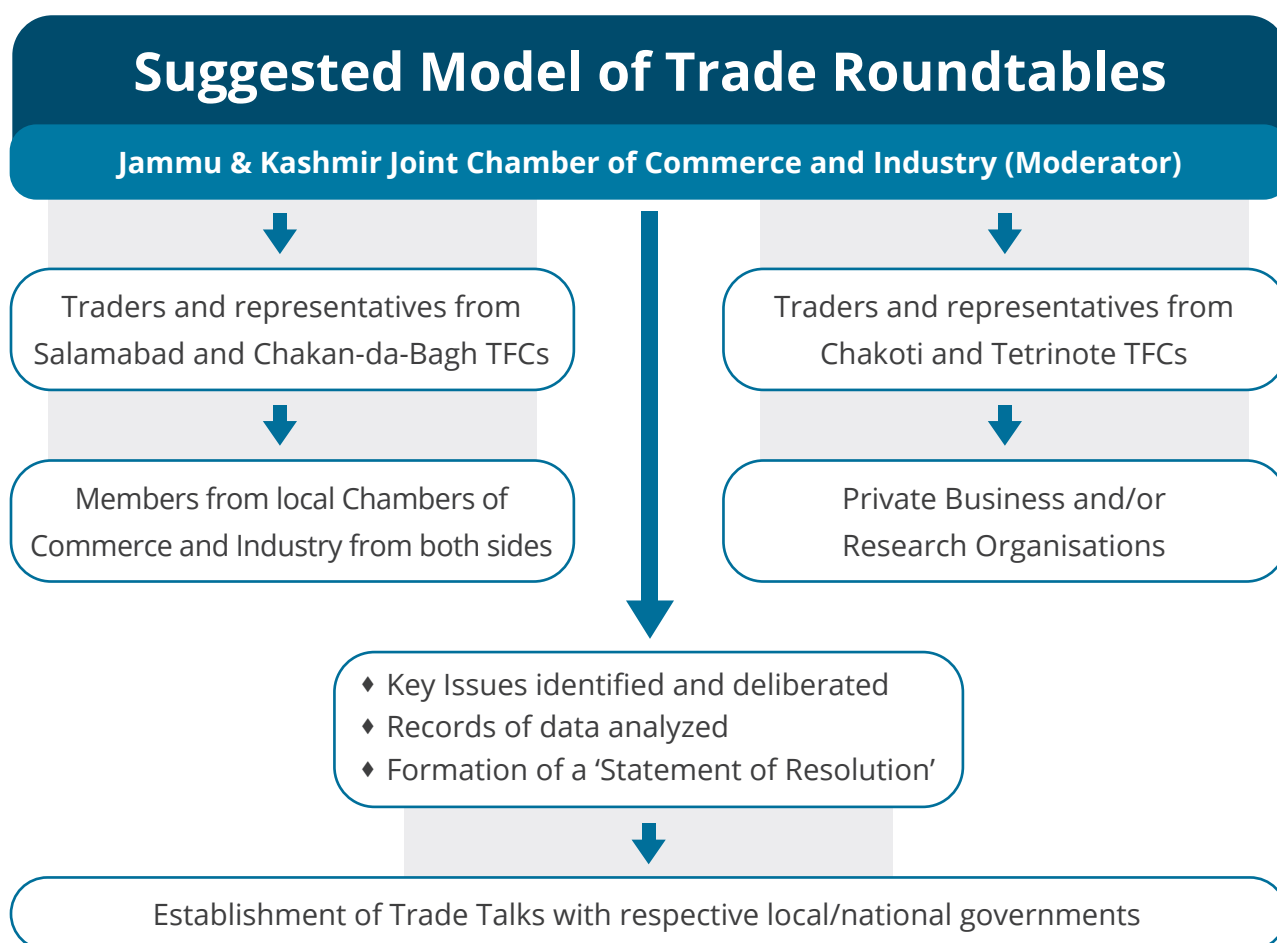 Suggested Model of Trade Roundtables
Jammu & Kashmir Joint Chamber of Commerce and Industry (Moderator)
Traders and representatives from
Salamabad and Chakan-da-Bagh TFCs
Traders and representatives from
Chakoti and Tetrinote TFCs
Members from local Chambers of
Commerce and Industry from both sides
Private Business and/or
Research Organisations
♦ Key Issues identified and deliberated
♦ Records of data analyzed
♦ Formation of a ‘Statement of Resolution’
Establishment of Trade Talks with respective local/national governments